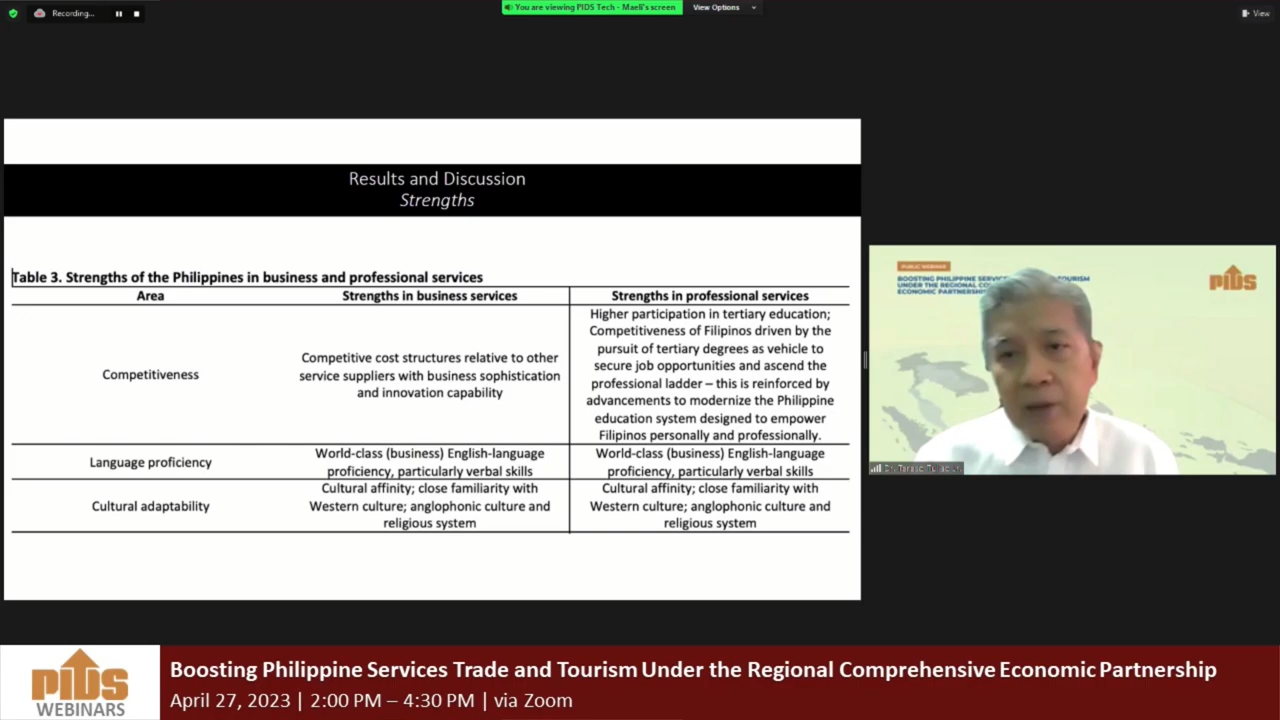 Recording...
You are viewing PIDS Tech - Maeli's screen
View Options
View
Results and Discussion
Strengths
Table 3. Strengths of the Philippines in business and professional services
Area
Strengths in business services
Strengths in professional services
Competitiveness
Competitive cost structures relative to other
service suppliers with business sophistication
and innovation capability
Higher participation in tertiary education;
Competitiveness of Filipinos driven by the
pursuit of tertiary degrees as vehicle to
secure job opportunities and ascend the
professional ladder – this is reinforced by
advancements to modernize the Philippine
education system designed to empower
Filipinos personally and professionally.
Language proficiency
World-class (business) English-language
proficiency, particularly verbal skills
World-class (business) English-language
proficiency, particularly verbal skills
Cultural adaptability
Cultural affinity; close familiarity with
Western culture; anglophonic culture and
religious system
Cultural affinity; close familiarity with
Western culture; anglophonic culture and
religious system
PUBLIC WEBINAR
BOOSTING PHILIPPINE TOURISM
UNDER THE REGIONAL
ECONOMIC
PIDS
Dr.
PIDS
WEBINARS
Boosting Philippine Services Trade and Tourism Under the Regional Comprehensive Economic Partnership
April 27, 2023 | 2:00 PM – 4:30 PM | via Zoom